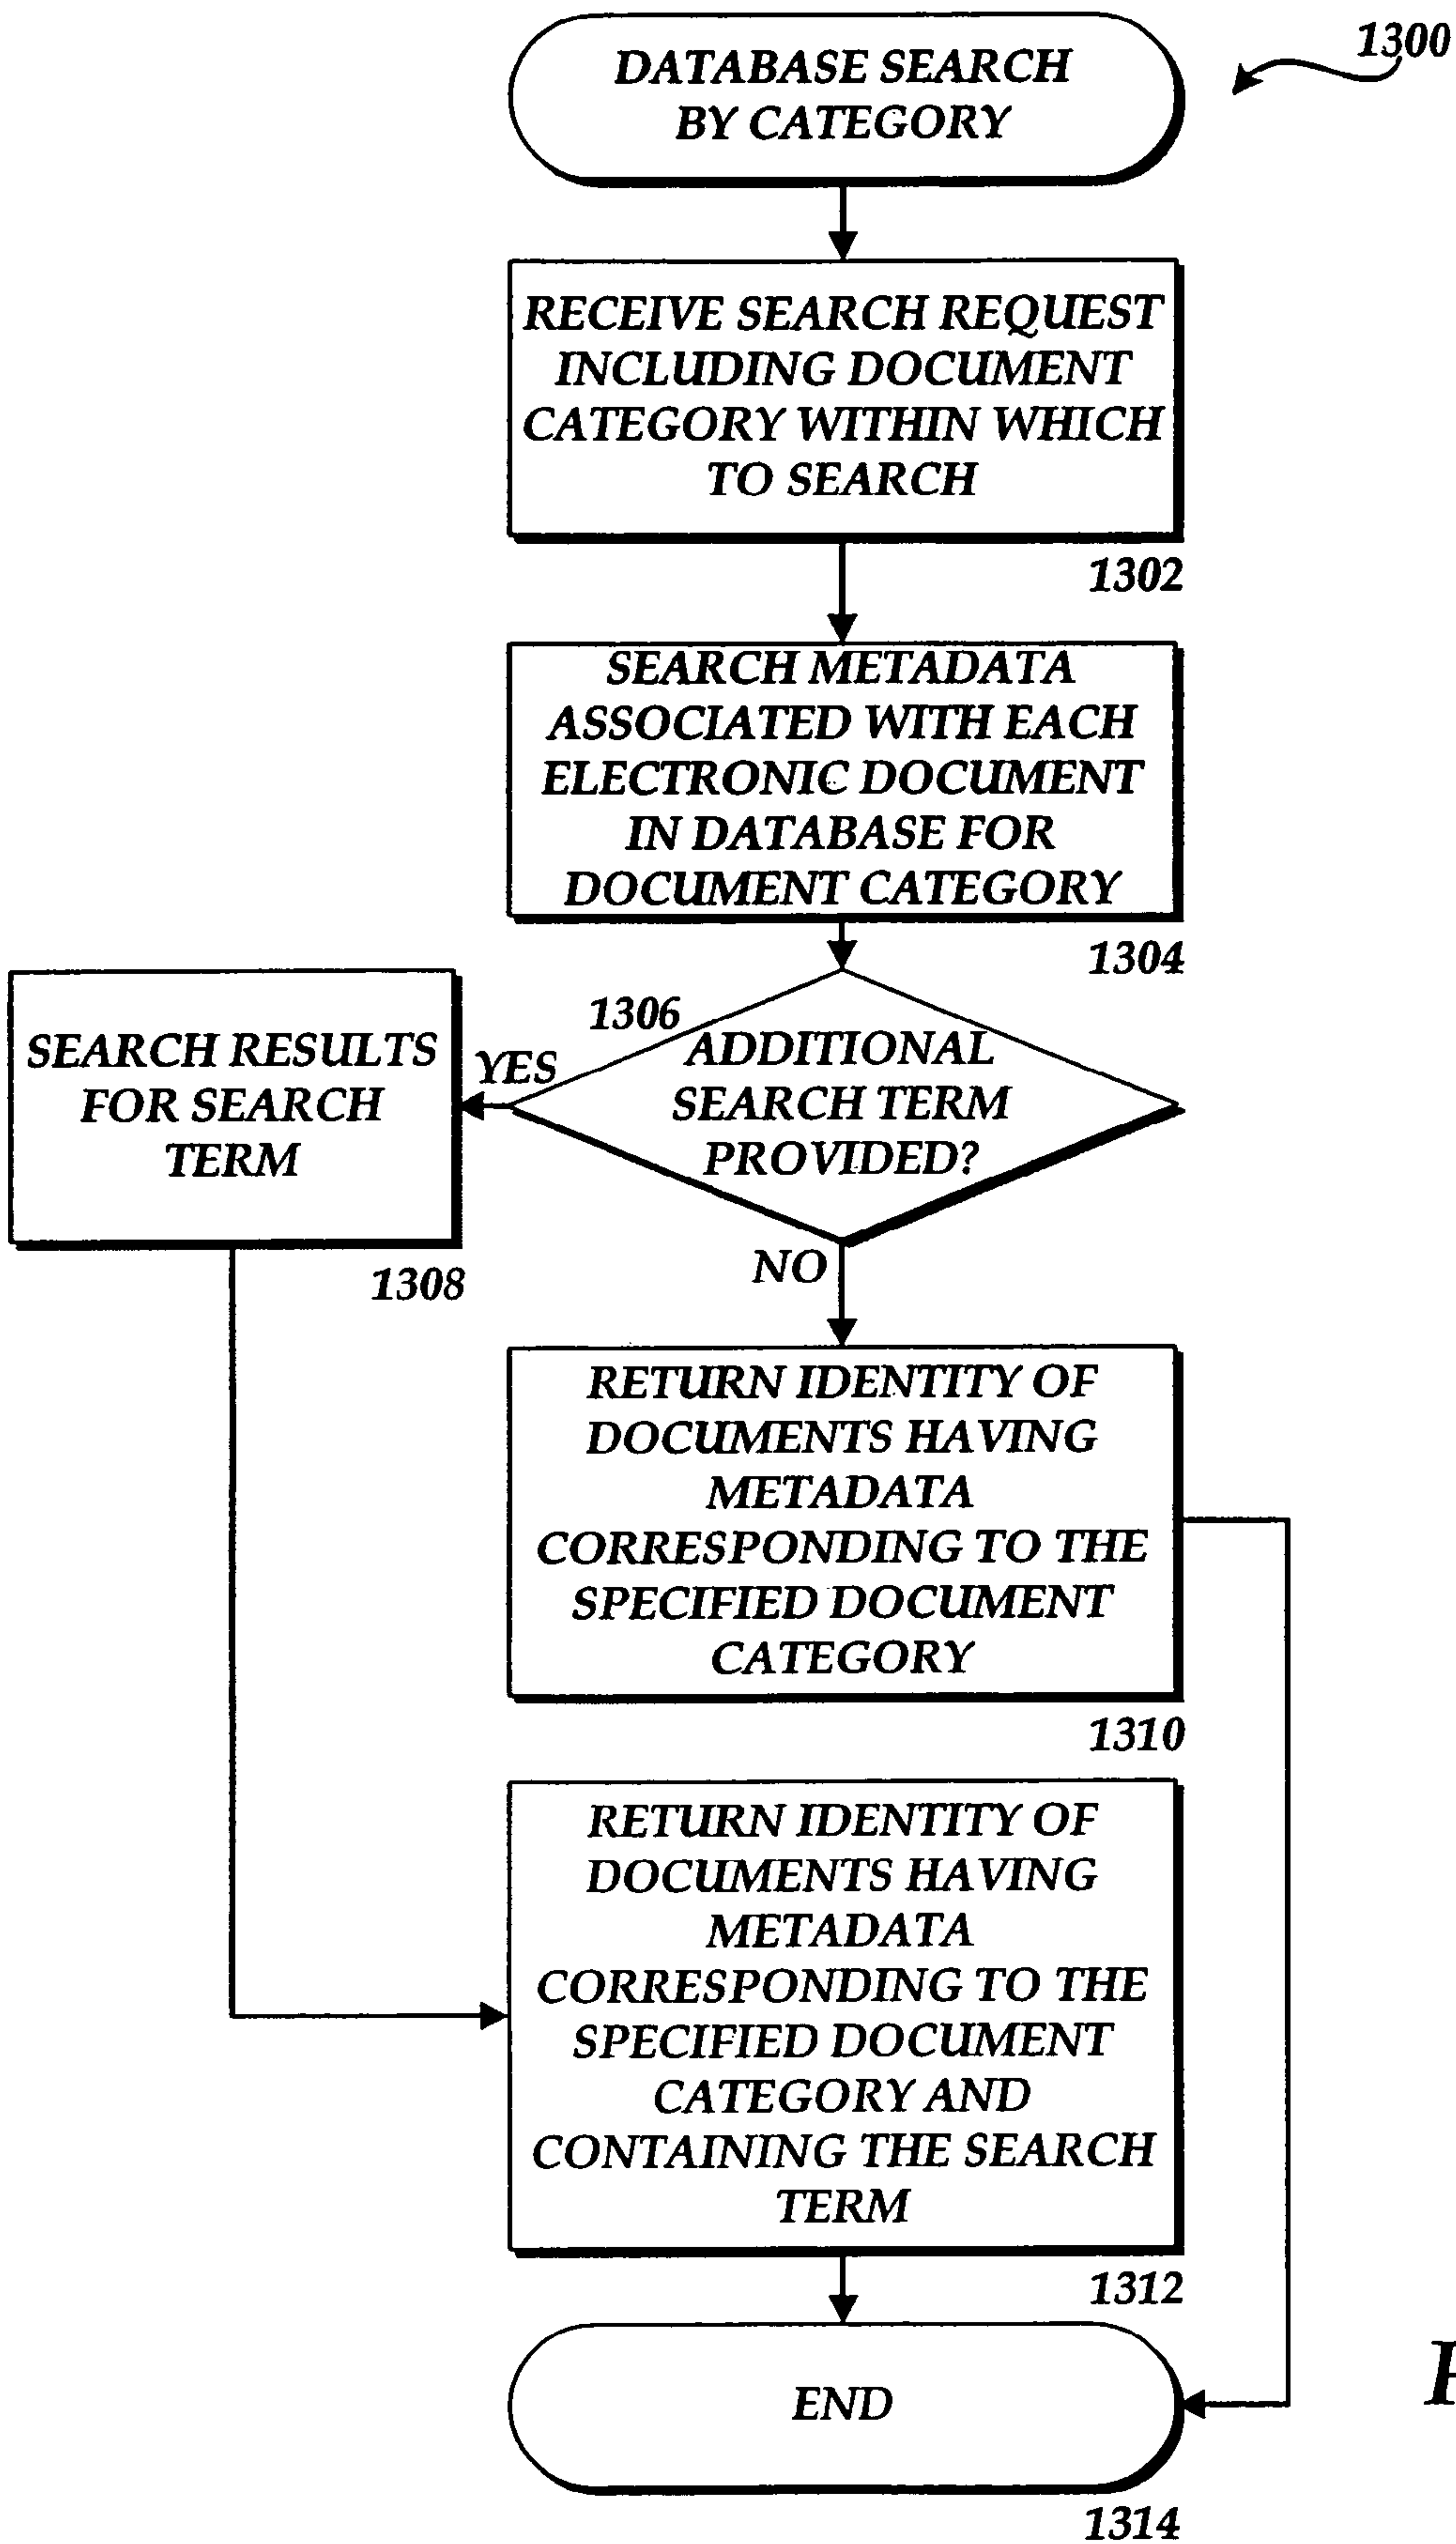 1300
DATABASE SEARCH
BY CATEGORY
RECEIVE SEARCH REQUEST
INCLUDING DOCUMENT
CATEGORY WITHIN WHICH
TO SEARCH
1302
SEARCH METADATA
ASSOCIATED WITH EACH
ELECTRONIC DOCUMENT
IN DATABASE FOR
DOCUMENT CATEGORY
1304
1306
ADDITIONAL
SEARCH TERM
PROVIDED?
YES
SEARCH RESULTS
FOR SEARCH
TERM
1308
NO
RETURN IDENTITY OF
DOCUMENTS HAVING
METADATA
CORRESPONDING TO THE
SPECIFIED DOCUMENT
CATEGORY
1310
RETURN IDENTITY OF
DOCUMENTS HAVING
METADATA
CORRESPONDING TO THE
SPECIFIED DOCUMENT
CATEGORY AND
CONTAINING THE SEARCH
TERM
1312
END
1314